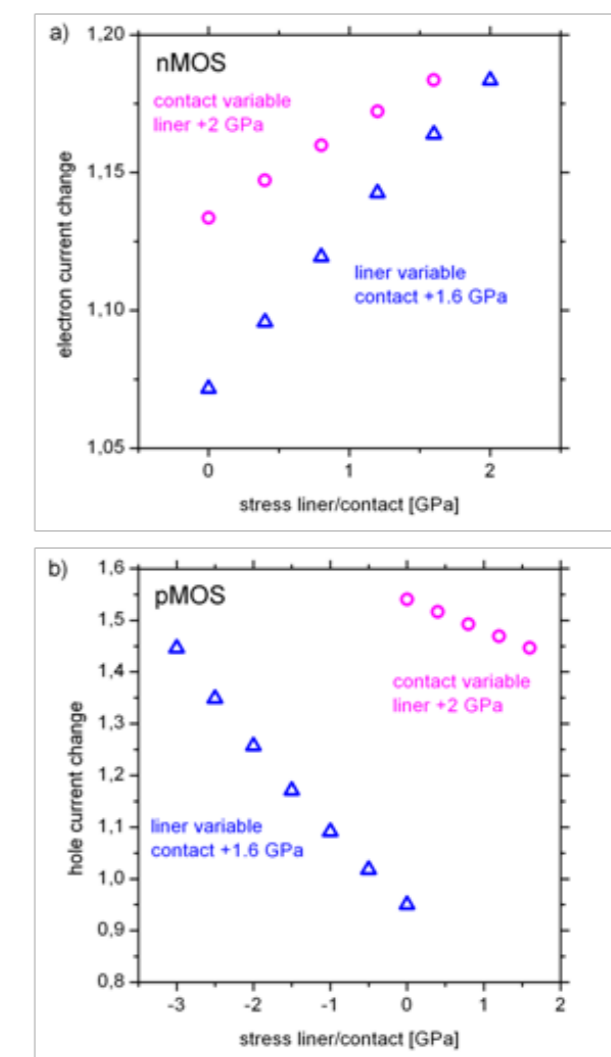 a)
1,20
nMOS
contact variable
liner +2 GPa
1,15
electron current change
liner variable
contact +1.6 GPa
1,10
1,05
0
1
2
stress liner/contact [GPa]
b)
1,6
pMOS
1,5
1,4
contact variable
liner +2 GPa
1,3
hole current change
1,2
liner variable
contact +1.6 GPa
1,1
1,0
0,9
0,8
-3
-2
-1
0
1
2
stress liner/contact [GPa]